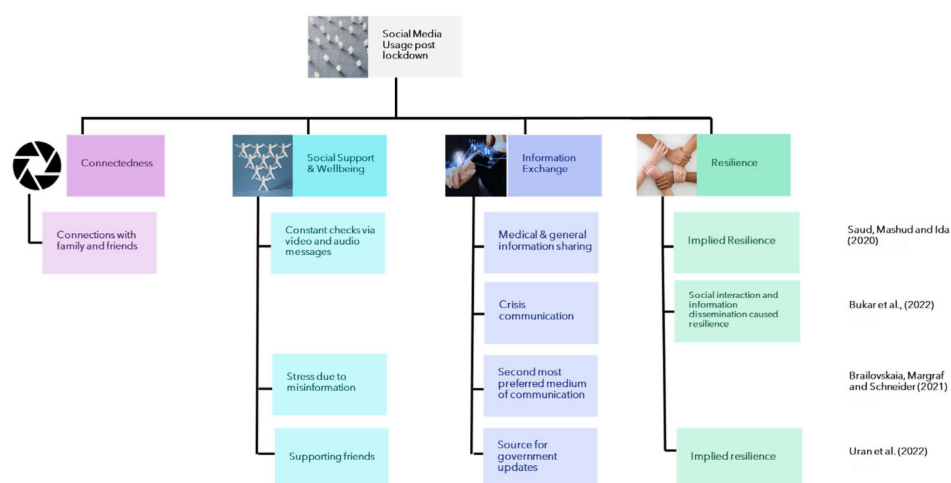 Social Media
Usage post
lockdown
Connectedness
Social Support
& Wellbeing
Information
Exchange
Resilience
Connections with
family and friends
Constant checks via
video and audio
messages
Medical & general
information sharing
Implied Resilience
Saud, Mashud and Ida
(2020)
Crisis
communication
Social interaction and
information
dissemination caused
resilience
Bukar et al., (2022)
Stress due to
misinformation
Second most
preferred medium
of communication
Brailovskaia, Margraf
and Schneider (2021)
Supporting friends
Source for
government
updates
Implied resilience
Uran et al. (2022)